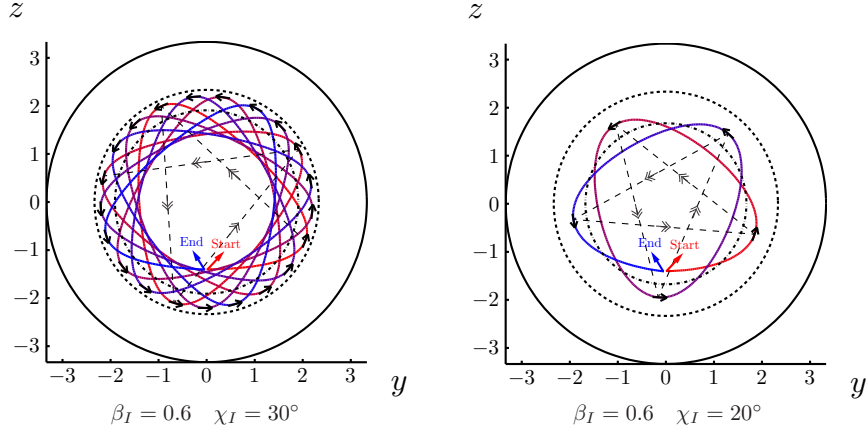 z
3
2
1
0
−1
−2
−3
End
Start
−3 −2 −1 0 1 2 3
y
β_I = 0.6 χ_I = 30°
z
3
2
1
0
−1
−2
−3
End
Start
−3 −2 −1 0 1 2 3
y
β_I = 0.6 χ_I = 20°